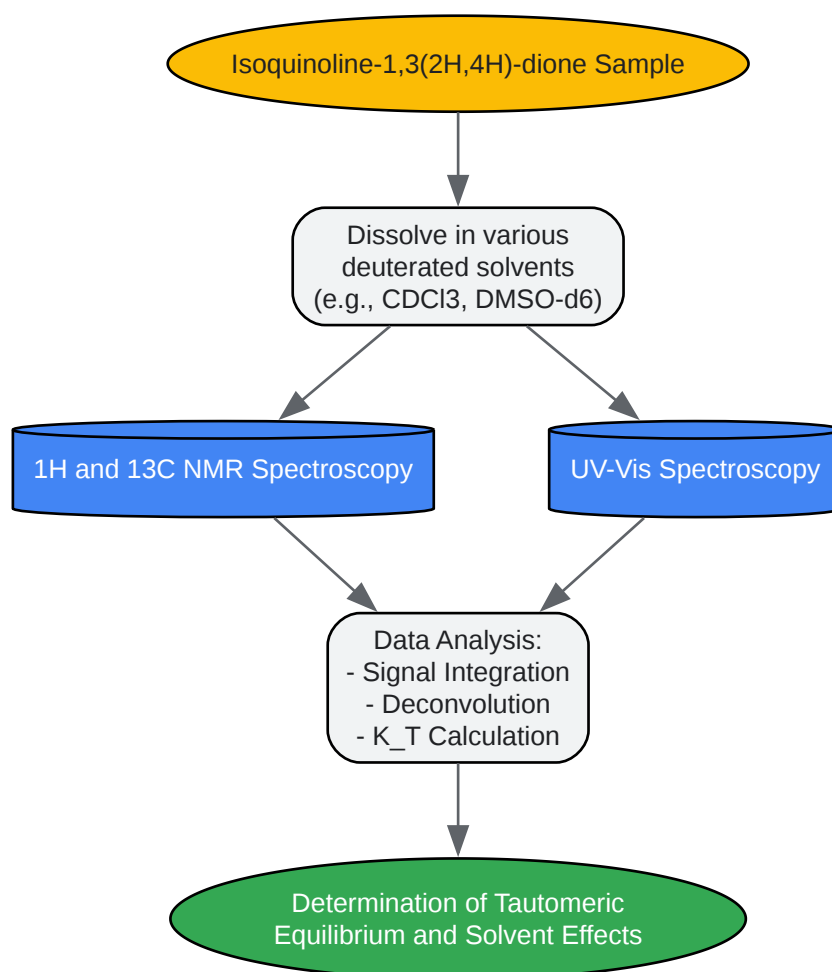 Isoquinoline-1,3(2H,4H)-dione Sample
Dissolve in various
deuterated solvents
(e.g., CDCl3, DMSO-d6)
1H and 13C NMR Spectroscopy
UV-Vis Spectroscopy
Data Analysis:
- Signal Integration
- Deconvolution
- K_T Calculation
Determination of Tautomeric
Equilibrium and Solvent Effects